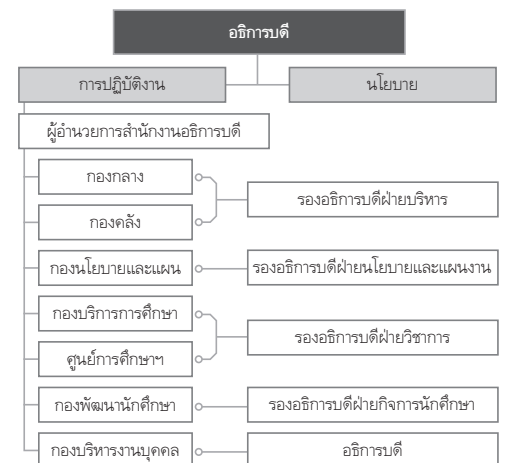 อธิการบดี
การปฏิบัติงาน
นโยบาย
ผู้อำนวยการสำนักงานอธิการบดี
กองกลาง
รองอธิการบดีฝ่ายบริหาร
กองคลัง
กองนโยบายและแผน
รองอธิการบดีฝ่ายนโยบายและแผนงาน
กองบริการการศึกษา
รองอธิการบดีฝ่ายวิชาการ
ศูนย์การศึกษาฯ
กองพัฒนานักศึกษา
รองอธิการบดีฝ่ายกิจการนักศึกษา
กองบริหารงานบุคคล
อธิการบดี